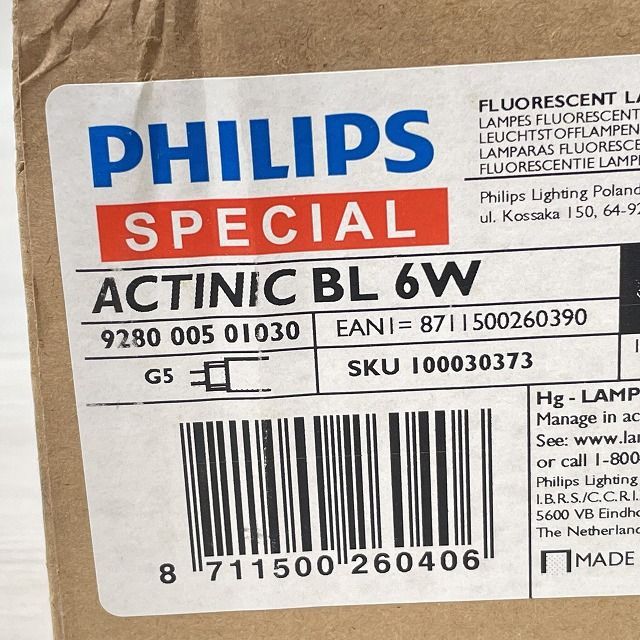 PHILIPS
SPECIAL
FLUORESCENT
LAMPES FLUORESCENT
LEUCHTSTOFFLAMPEN
LAMPARAS FLUORESCE
FLUORESCENTIE LAMP
Philips Lighting Poland
ul. Kossaka 150, 64-92
ACTINIC BL 6W
9280 005 01030
EAN1= 8711500260390
G5
SKU 100030373
Hg - LAMP
Manage in ac
See: www.la
or call 1-800
Philips Lighting
I.B.R.S./C.C.R.I.
5600 VB Eindh
The Netherland
MADE
8 711500 260406